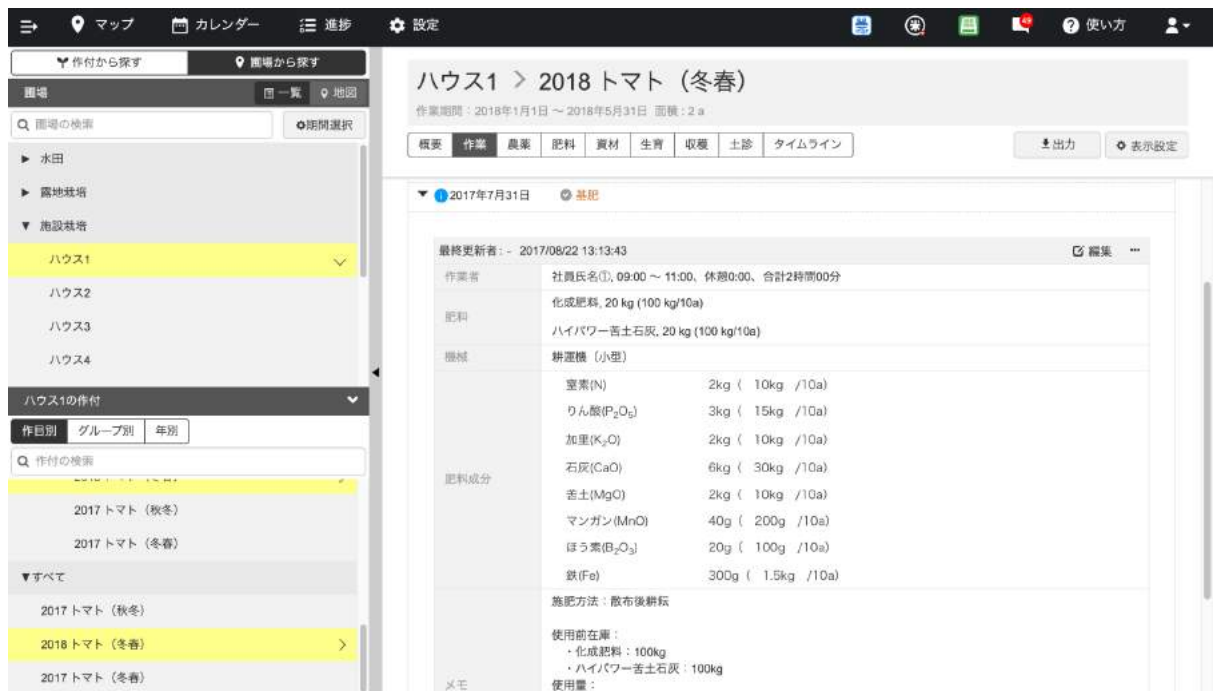 マップ カレンダー 進捗 設定 49 使い方
作付から探す 圃場から探す
圃場 一覧 地図
圃場の検索 期間選択
▶ 水田
▶ 露地栽培
▼ 施設栽培
ハウス1
ハウス2
ハウス3
ハウス4
ハウス1の作付
作目別 グループ別 年別
作付の検索
2017 トマト（秋冬）
2017 トマト（冬春）
▼すべて
2017 トマト（秋冬）
2018 トマト（冬春）
2017 トマト（冬春）
ハウス1 > 2018 トマト（冬春）
作業期間：2018年1月1日 ～ 2018年5月31日 面積：2 a
概要 作業 農薬 肥料 資材 生育 収穫 土診 タイムライン 出力 表示設定
▼ 2017年7月31日 基肥
最終更新者: - 2017/08/22 13:13:43 編集 ･･･
作業者 社員氏名①, 09:00 ～ 11:00、休憩0:00、合計2時間00分
肥料 化成肥料, 20 kg (100 kg/10a)
ハイパワー苦土石灰, 20 kg (100 kg/10a)
機械 耕運機（小型）
肥料成分
窒素(N) 2kg ( 10kg /10a)
りん酸(P₂O₅) 3kg ( 15kg /10a)
加里(K₂O) 2kg ( 10kg /10a)
石灰(CaO) 6kg ( 30kg /10a)
苦土(MgO) 2kg ( 10kg /10a)
マンガン(MnO) 40g ( 200g /10a)
ほう素(B₂O₃) 20g ( 100g /10a)
鉄(Fe) 300g ( 1.5kg /10a)
メモ
施肥方法：散布後耕耘
使用前在庫：
・化成肥料：100kg
・ハイパワー苦土石灰：100kg
使用量：